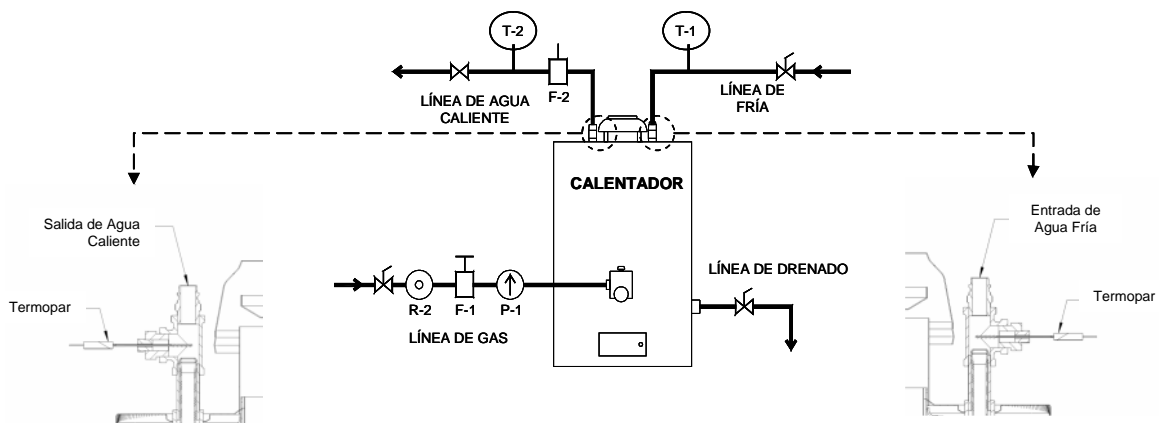 T-2
T-1
F-2
LÍNEA DE AGUA
CALIENTE
LÍNEA DE
FRÍA
CALENTADOR
Salida de Agua
Caliente
Termopar
Entrada de
Agua Fría
Termopar
R-2
F-1
P-1
LÍNEA DE GAS
LÍNEA DE DRENADO